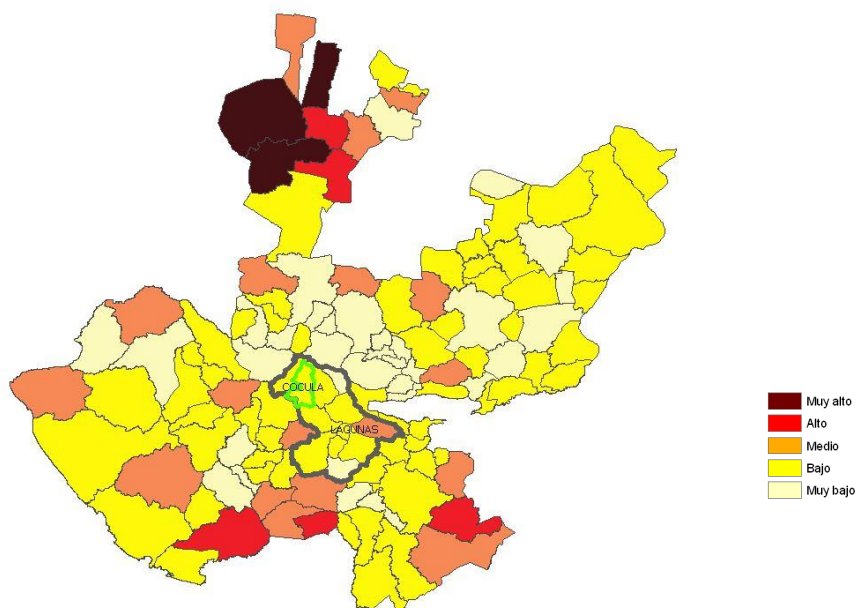 COCULA
LAGUNAS
Muy alto
Alto
Medio
Bajo
Muy bajo